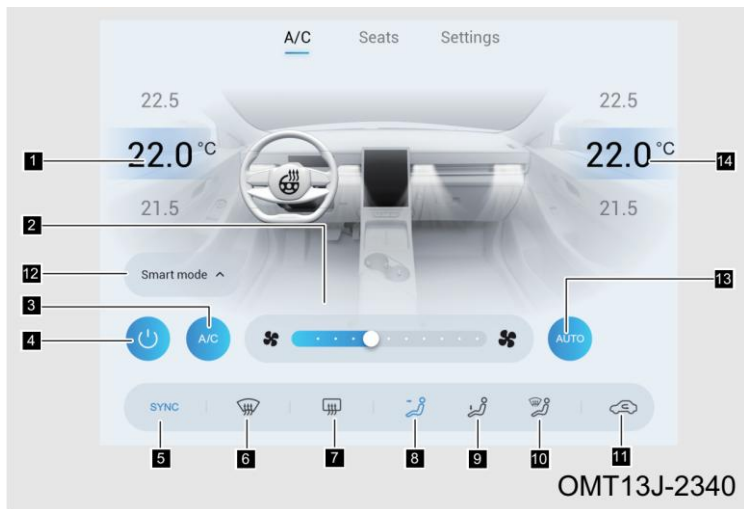 A/C Seats Settings
22.5 22.5
1 22.0 °C 22.0 °C 14
21.5 21.5
2
12 Smart mode
13
3
4 A/C AUTO
SYNC
5 6 7 8 9 10 11
OMT13J-2340